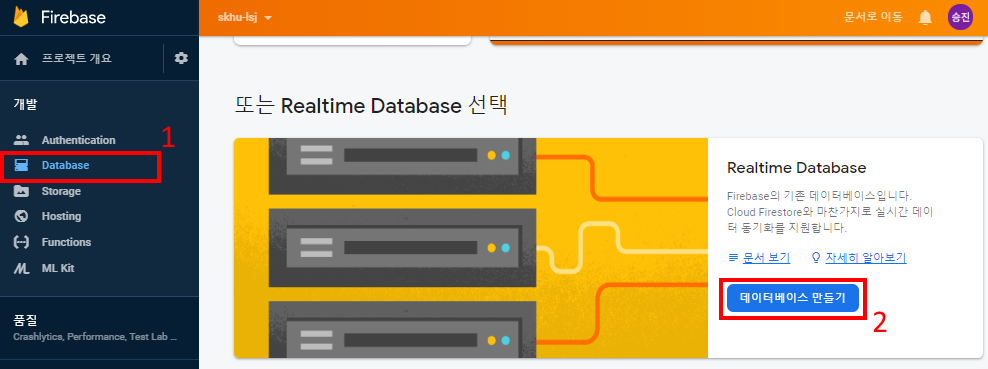 Firebase
skhu-lsj
문서로 이동
승진
프로젝트 개요
개발
Authentication
1
Database
Storage
Hosting
Functions
ML Kit
품질
Crashlytics, Performance, Test Lab ...
또는 Realtime Database 선택
Realtime Database
Firebase의 기존 데이터베이스입니다.
Cloud Firestore와 마찬가지로 실시간 데이
터 동기화를 지원합니다.
문서 보기
자세히 알아보기
데이터베이스 만들기
2